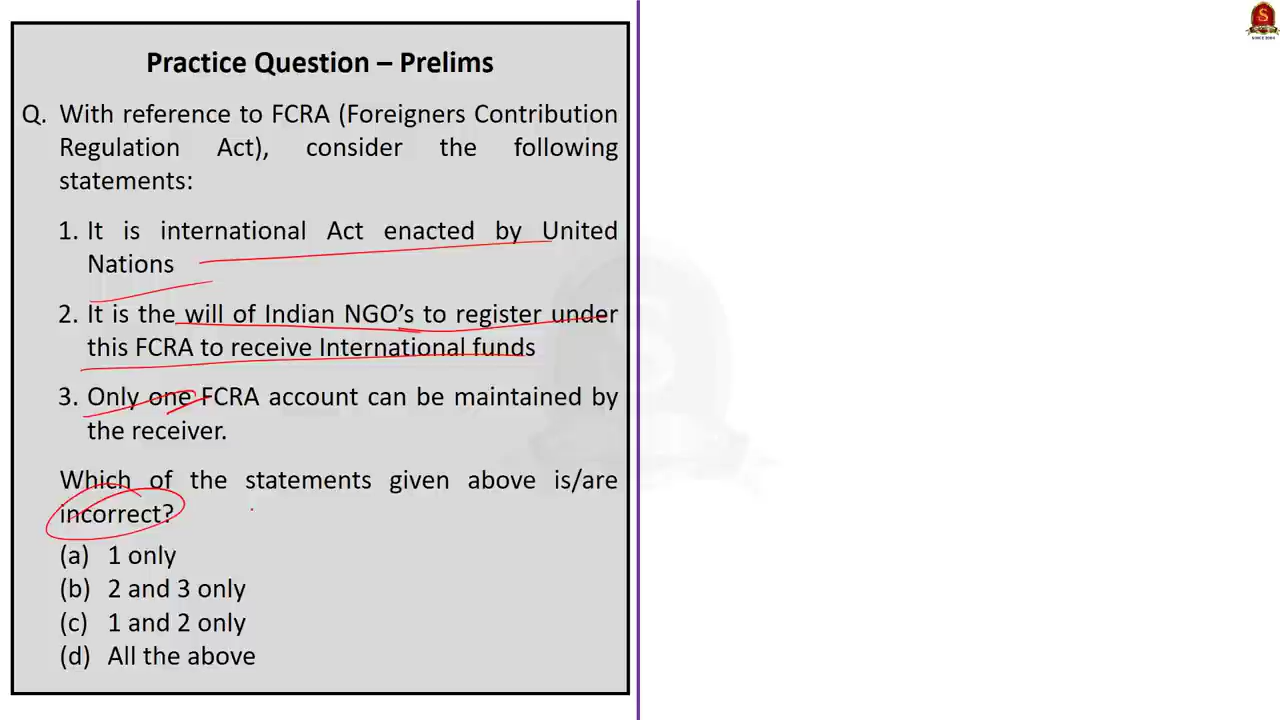 Practice Question – Prelims
Q. With reference to FCRA (Foreigners Contribution
Regulation Act), consider the following
statements:
1. It is international Act enacted by United
Nations
2. It is the will of Indian NGO's to register under
this FCRA to receive International funds
3. Only one FCRA account can be maintained by
the receiver.
Which of the statements given above is/are
incorrect?
(a) 1 only
(b) 2 and 3 only
(c) 1 and 2 only
(d) All the above
S
SINCE 2004